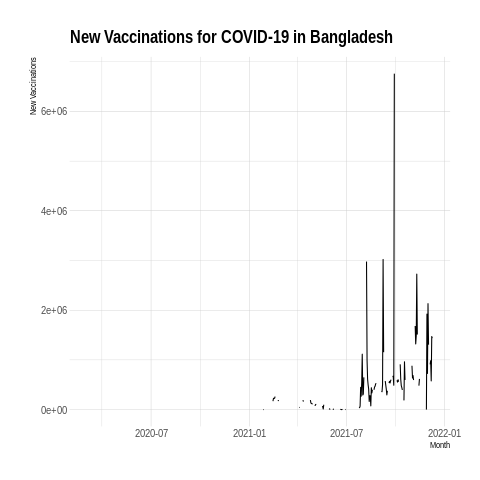 New Vaccinations for COVID-19 in Bangladesh
New Vaccinations
6e+06
4e+06
2e+06
0e+00
2020-07 2021-01 2021-07 2022-01
Month